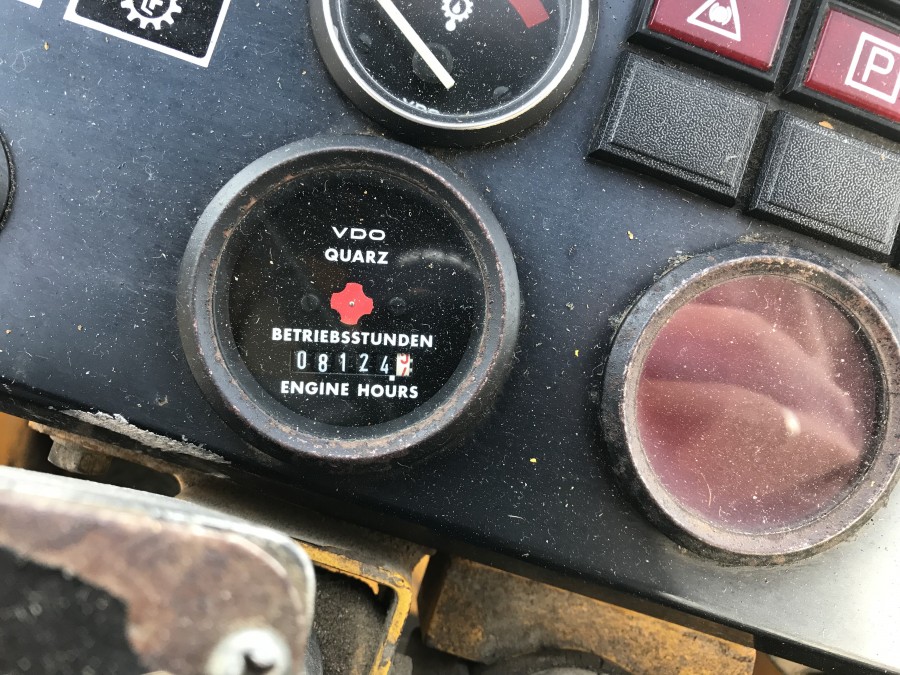 VDO
QUARZ
BETRIEBSSTUNDEN
08124
ENGINE HOURS
P